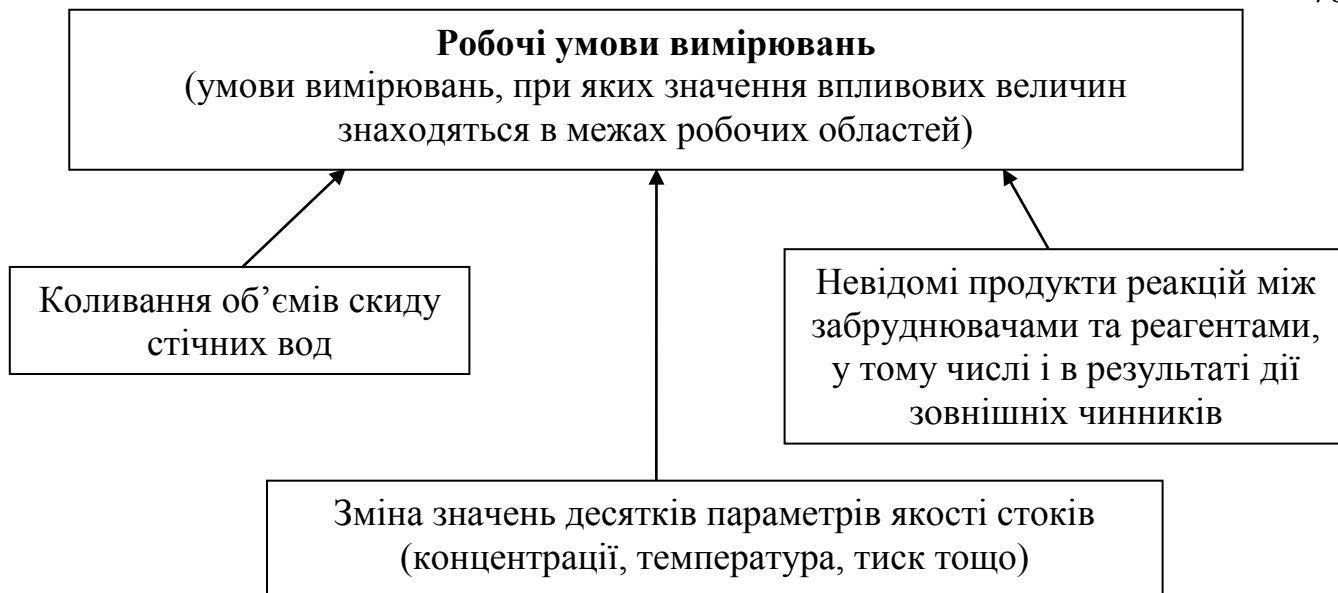 Робочі умови вимірювань
(умови вимірювань, при яких значення впливових величин
знаходяться в межах робочих областей)
Коливання об’ємів скиду
стічних вод
Невідомі продукти реакцій між
забруднювачами та реагентами,
у тому числі і в результаті дії
зовнішніх чинників
Зміна значень десятків параметрів якості стоків
(концентрації, температура, тиск тощо)